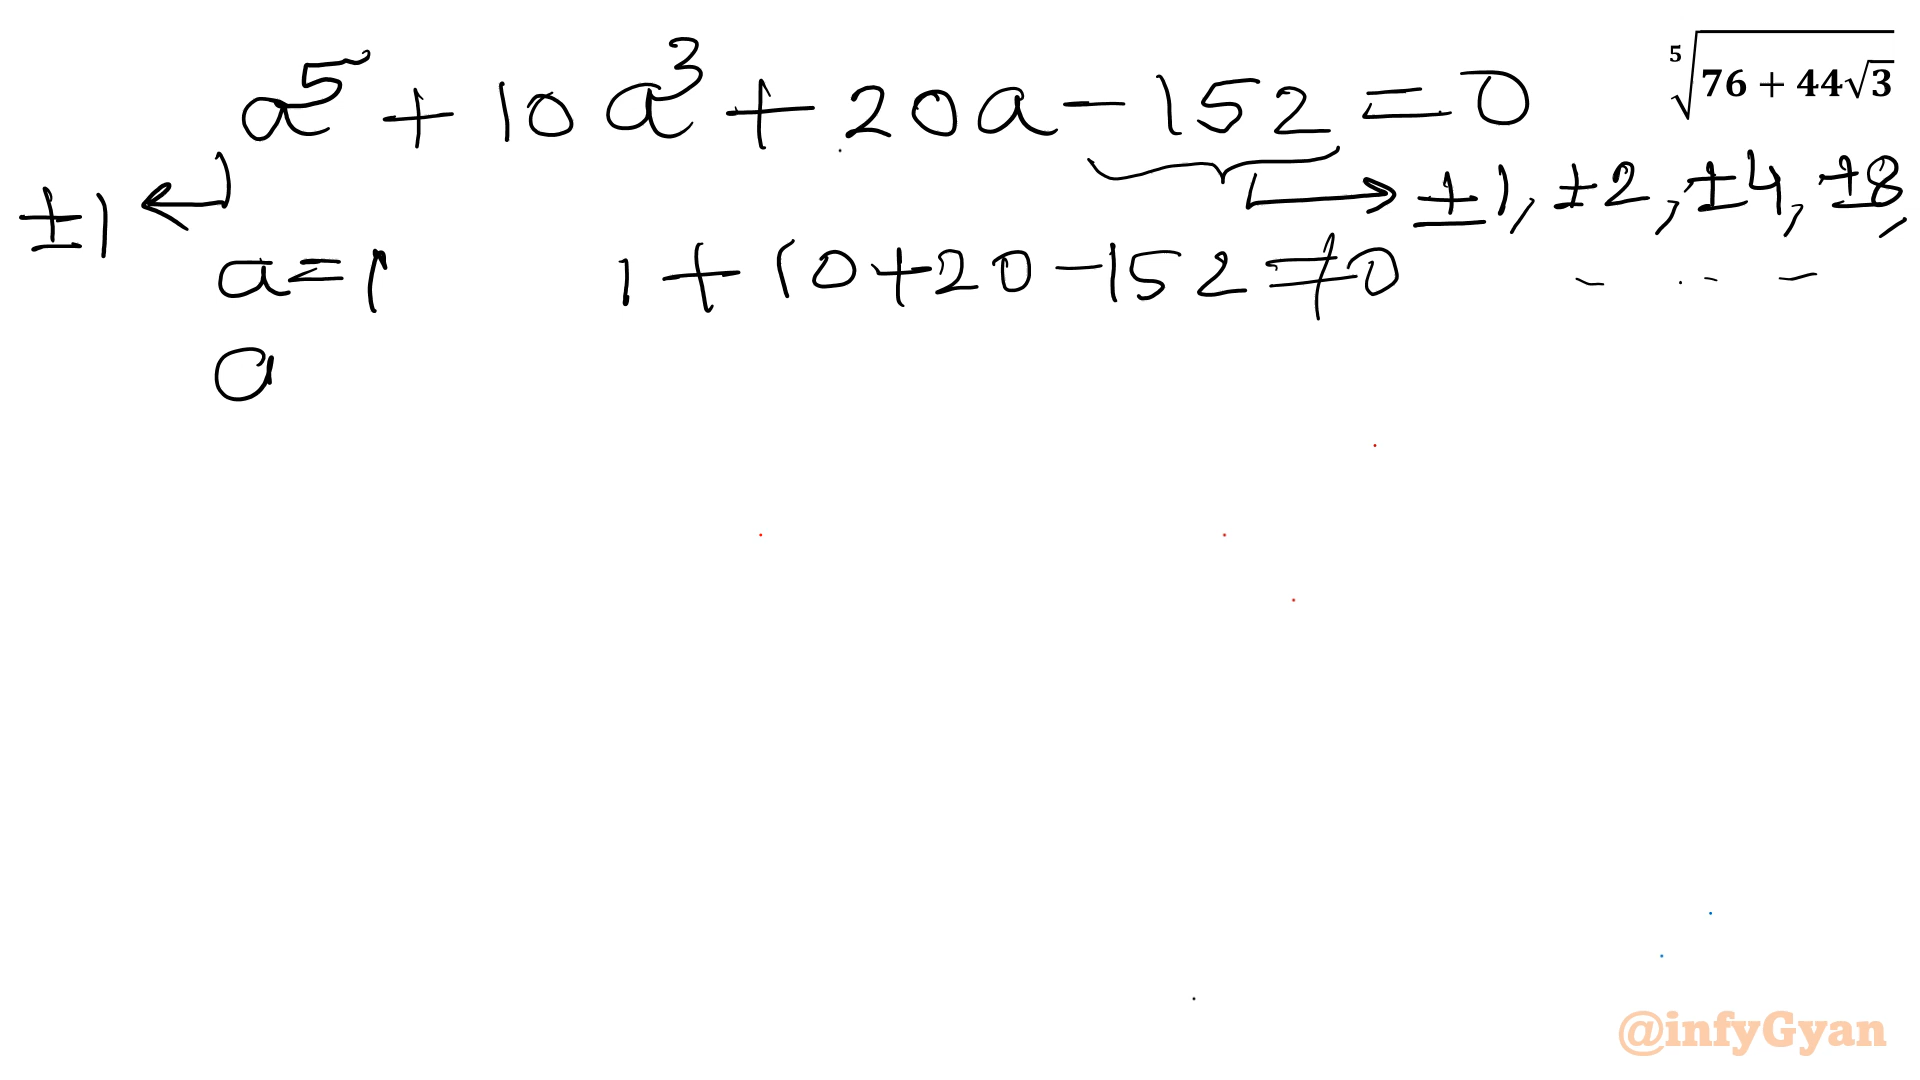 a⁵ + 10a³ + 20a - 152 = 0
⁵√(76 + 44√3)
±1
±1, ±2, ±4, ±8,
a = 1    1 + 10 + 20 - 152 ≠ 0    - . - -
a
@infyGyan